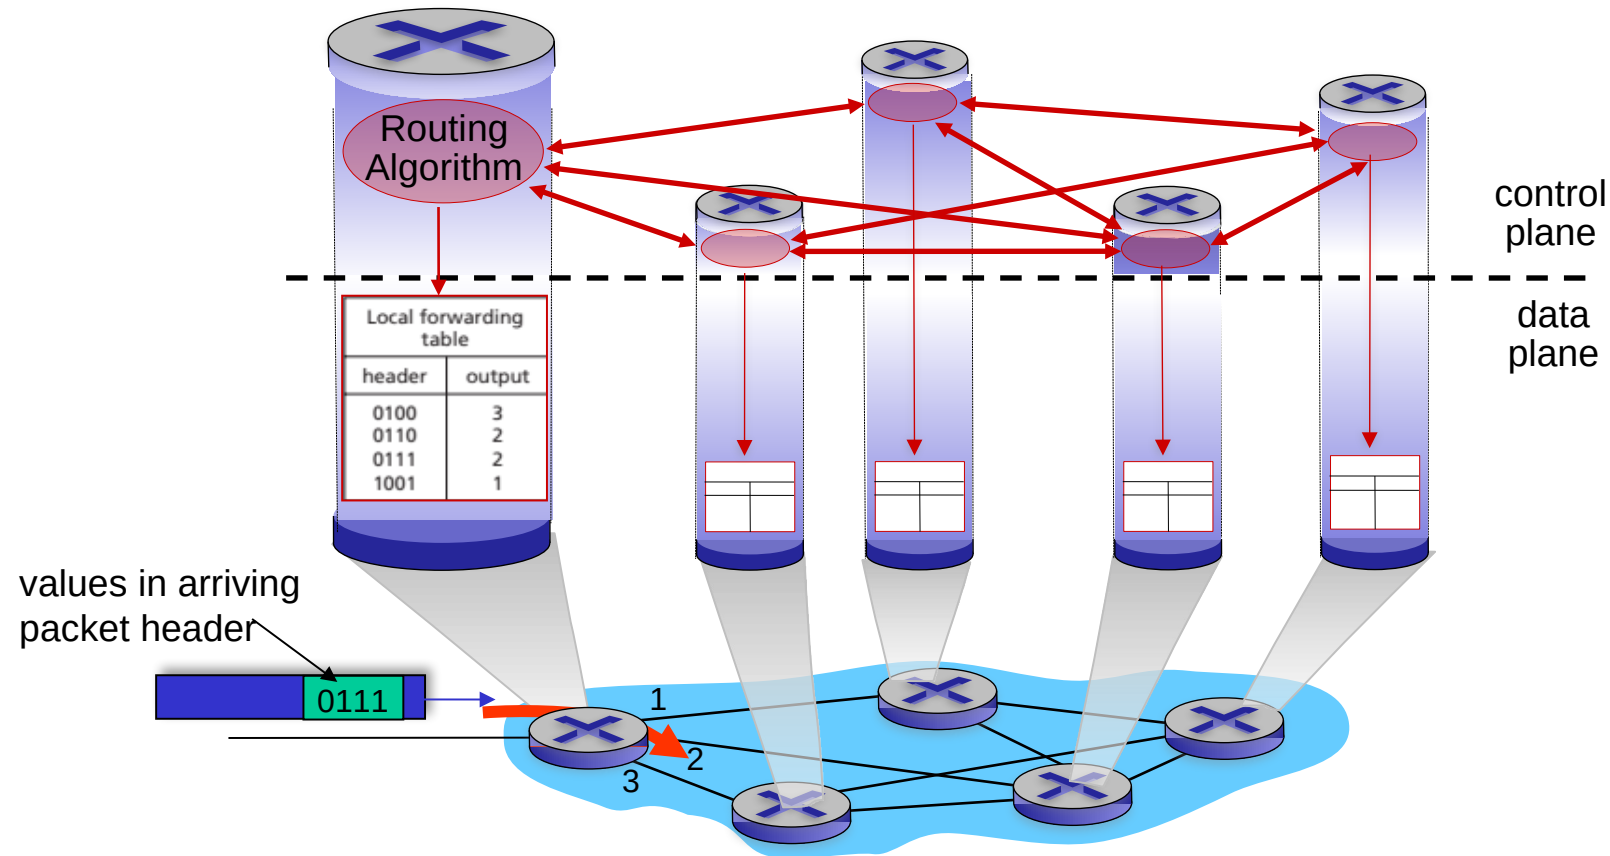 Routing
Algorithm
control
plane
data
plane
Local forwarding
table
header output
0100 3
0110 2
0111 2
1001 1
values in arriving
packet header
0111
1
2
3